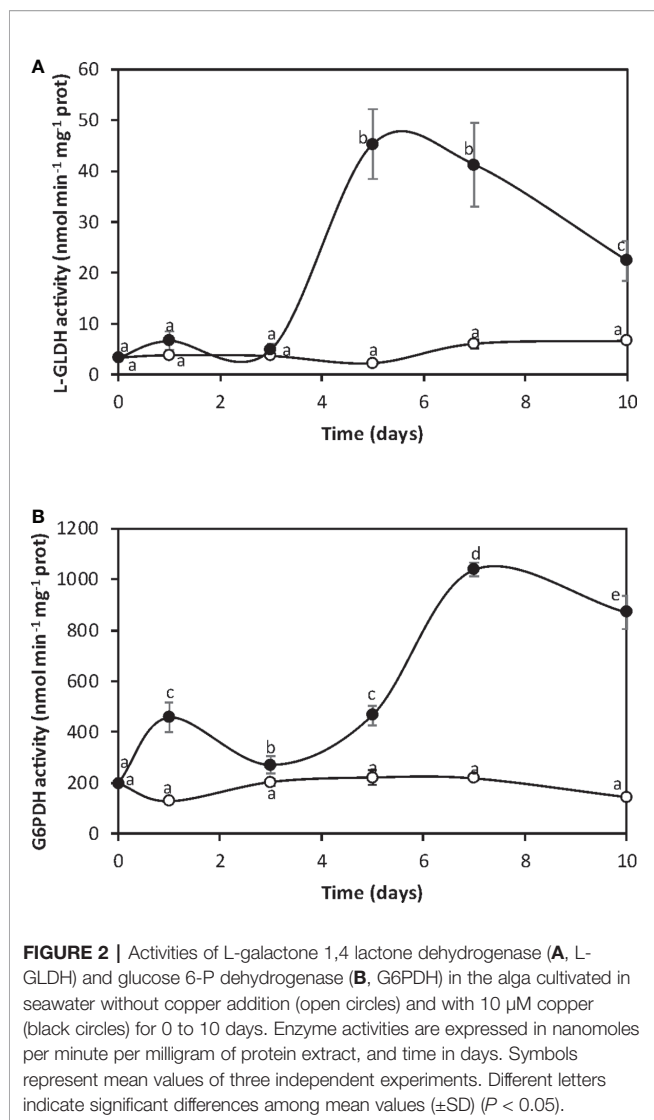 A
60
50
40
30
20
10
0
L-GLDH activity (nmol min-1 mg-1 prot)
a
a
a
a
a
a
b
a
b
a
c
a
0 2 4 6 8 10
Time (days)
B
1200
1000
800
600
400
200
0
G6PDH activity (nmol min-1 mg-1 prot)
a
a
c
a
b
a
c
a
d
a
e
a
0 2 4 6 8 10
Time (days)
FIGURE 2 | Activities of L-galactone 1,4 lactone dehydrogenase (A, L-
GLDH) and glucose 6-P dehydrogenase (B, G6PDH) in the alga cultivated in
seawater without copper addition (open circles) and with 10 µM copper
(black circles) for 0 to 10 days. Enzyme activities are expressed in nanomoles
per minute per milligram of protein extract, and time in days. Symbols
represent mean values of three independent experiments. Different letters
indicate significant differences among mean values (±SD) (P < 0.05).